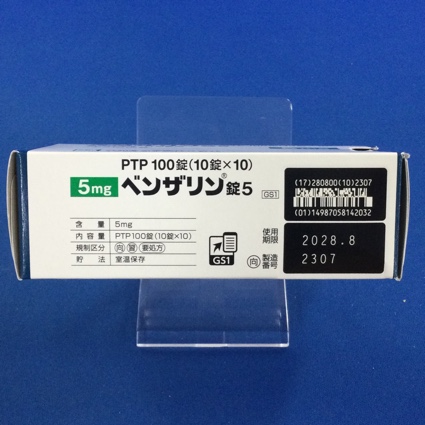 PTP 100錠(10錠×10)
5mg ベンザリン®錠5
GS1
含量 5mg
内容量 PTP100錠(10錠×10)
規制区分 向 習 要処方
貯法 室温保存
GS1
(17)280800(10)2307
(01)14987058142032
使用期限 2028.8
向 製造番号 2307